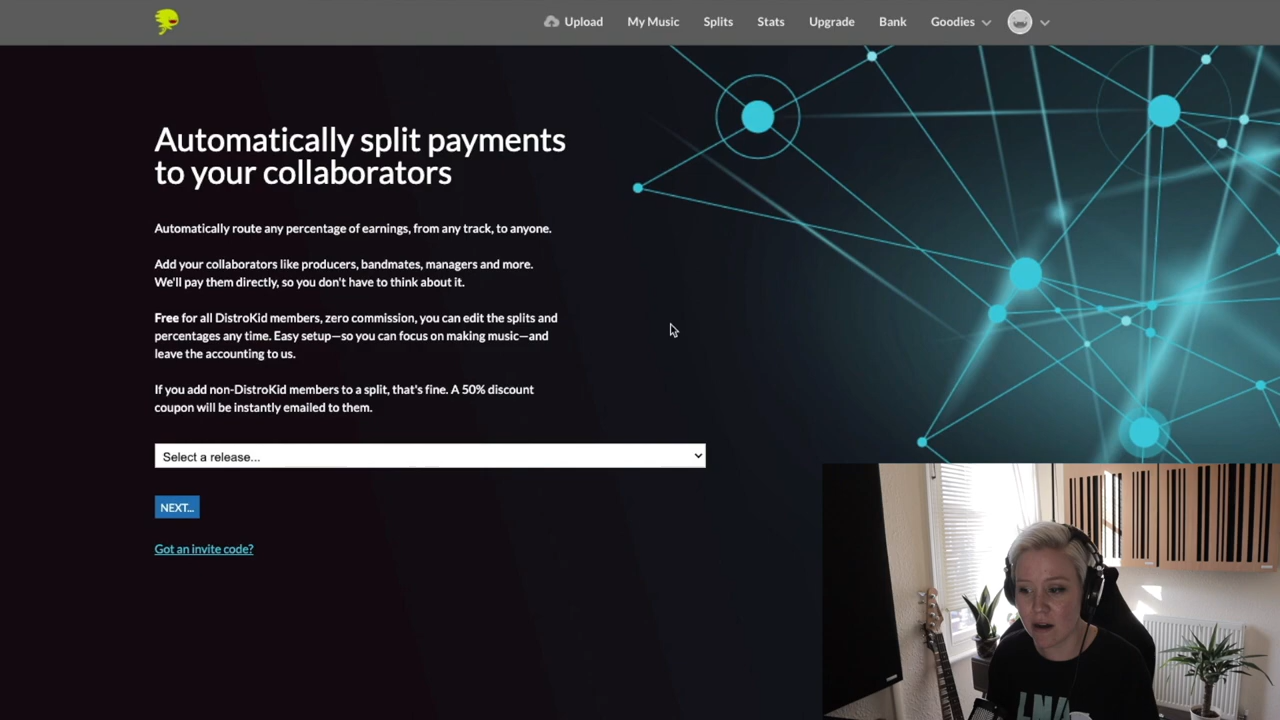 Upload My Music Splits Stats Upgrade Bank Goodies
Automatically split payments
to your collaborators
Automatically route any percentage of earnings, from any track, to anyone.
Add your collaborators like producers, bandmates, managers and more.
We'll pay them directly, so you don't have to think about it.
Free for all DistroKid members, zero commission, you can edit the splits and
percentages any time. Easy setup—so you can focus on making music—and
leave the accounting to us.
If you add non-DistroKid members to a split, that's fine. A 50% discount
coupon will be instantly emailed to them.
Select a release...
NEXT...
Got an invite code?